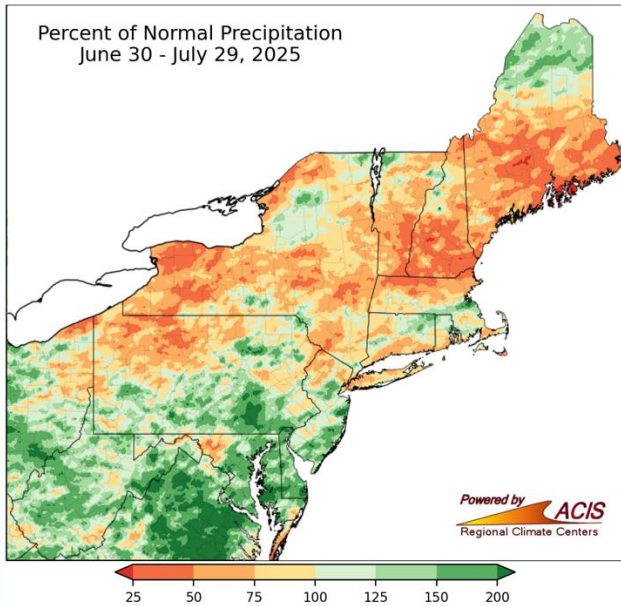 Percent of Normal Precipitation
June 30 - July 29, 2025
Powered by
ACIS
Regional Climate Centers
25 50 75 100 125 150 200